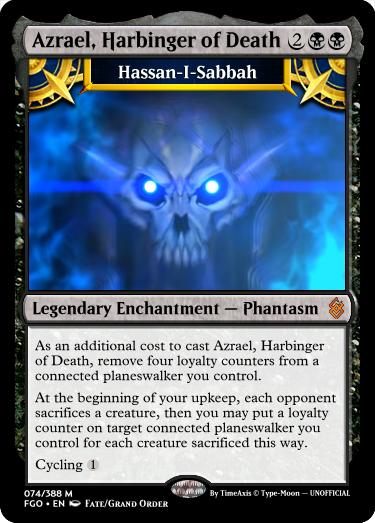 Azrael, Harbinger of Death 2
Hassan-I-Sabbah
Legendary Enchantment — Phantasm
As an additional cost to cast Azrael, Harbinger
of Death, remove four loyalty counters from a
connected planeswalker you control.
At the beginning of your upkeep, each opponent
sacrifices a creature, then you may put a loyalty
counter on target connected planeswalker you
control for each creature sacrificed this way.
Cycling 1
074/388 M
FGO • EN Fate/Grand Order
By TimeAxis © Type-Moon — UNOFFICIAL